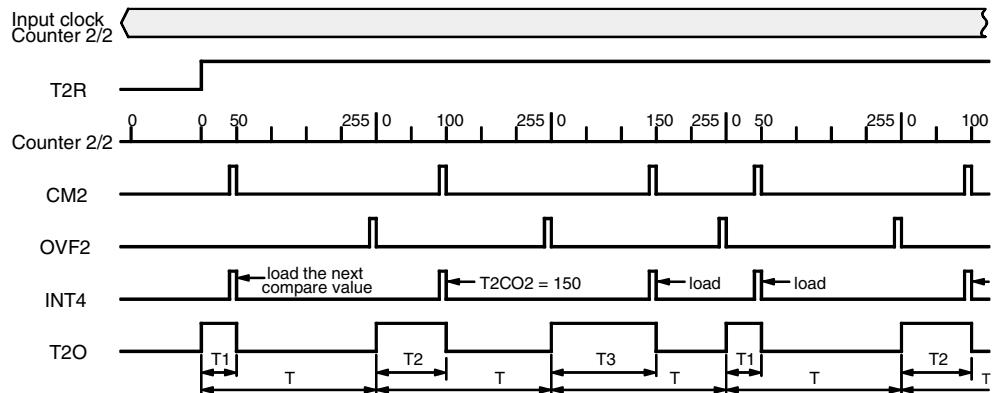 Input clock
Counter 2/2
T2R
0 0 50 255 0 100 255 0 150 255 0 50 255 0 100
Counter 2/2
CM2
OVF2
load the next
compare value
T2CO2 = 150
load
load
INT4
T2O
T1 T2 T3 T1 T2
T T T T T